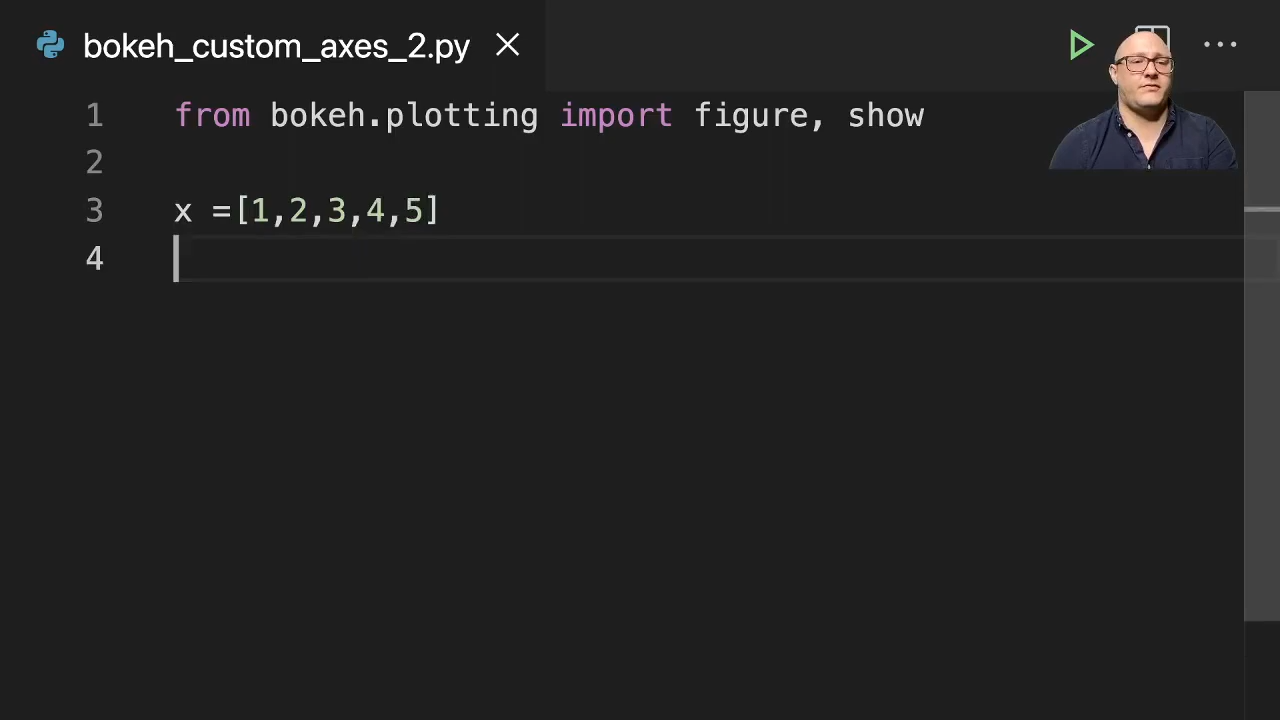 bokeh_custom_axes_2.py
1 from bokeh.plotting import figure, show
2
3 x =[1,2,3,4,5]
4